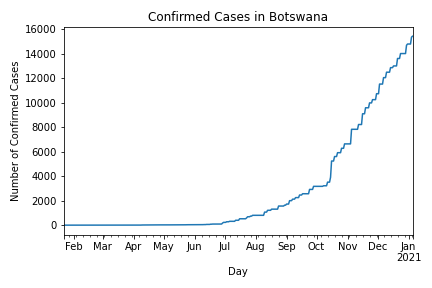 Confirmed Cases in Botswana
16000
14000
12000
10000
8000
6000
4000
2000
0
Number of Confirmed Cases
Feb Mar Apr May Jun Jul Aug Sep Oct Nov Dec Jan
2021
Day